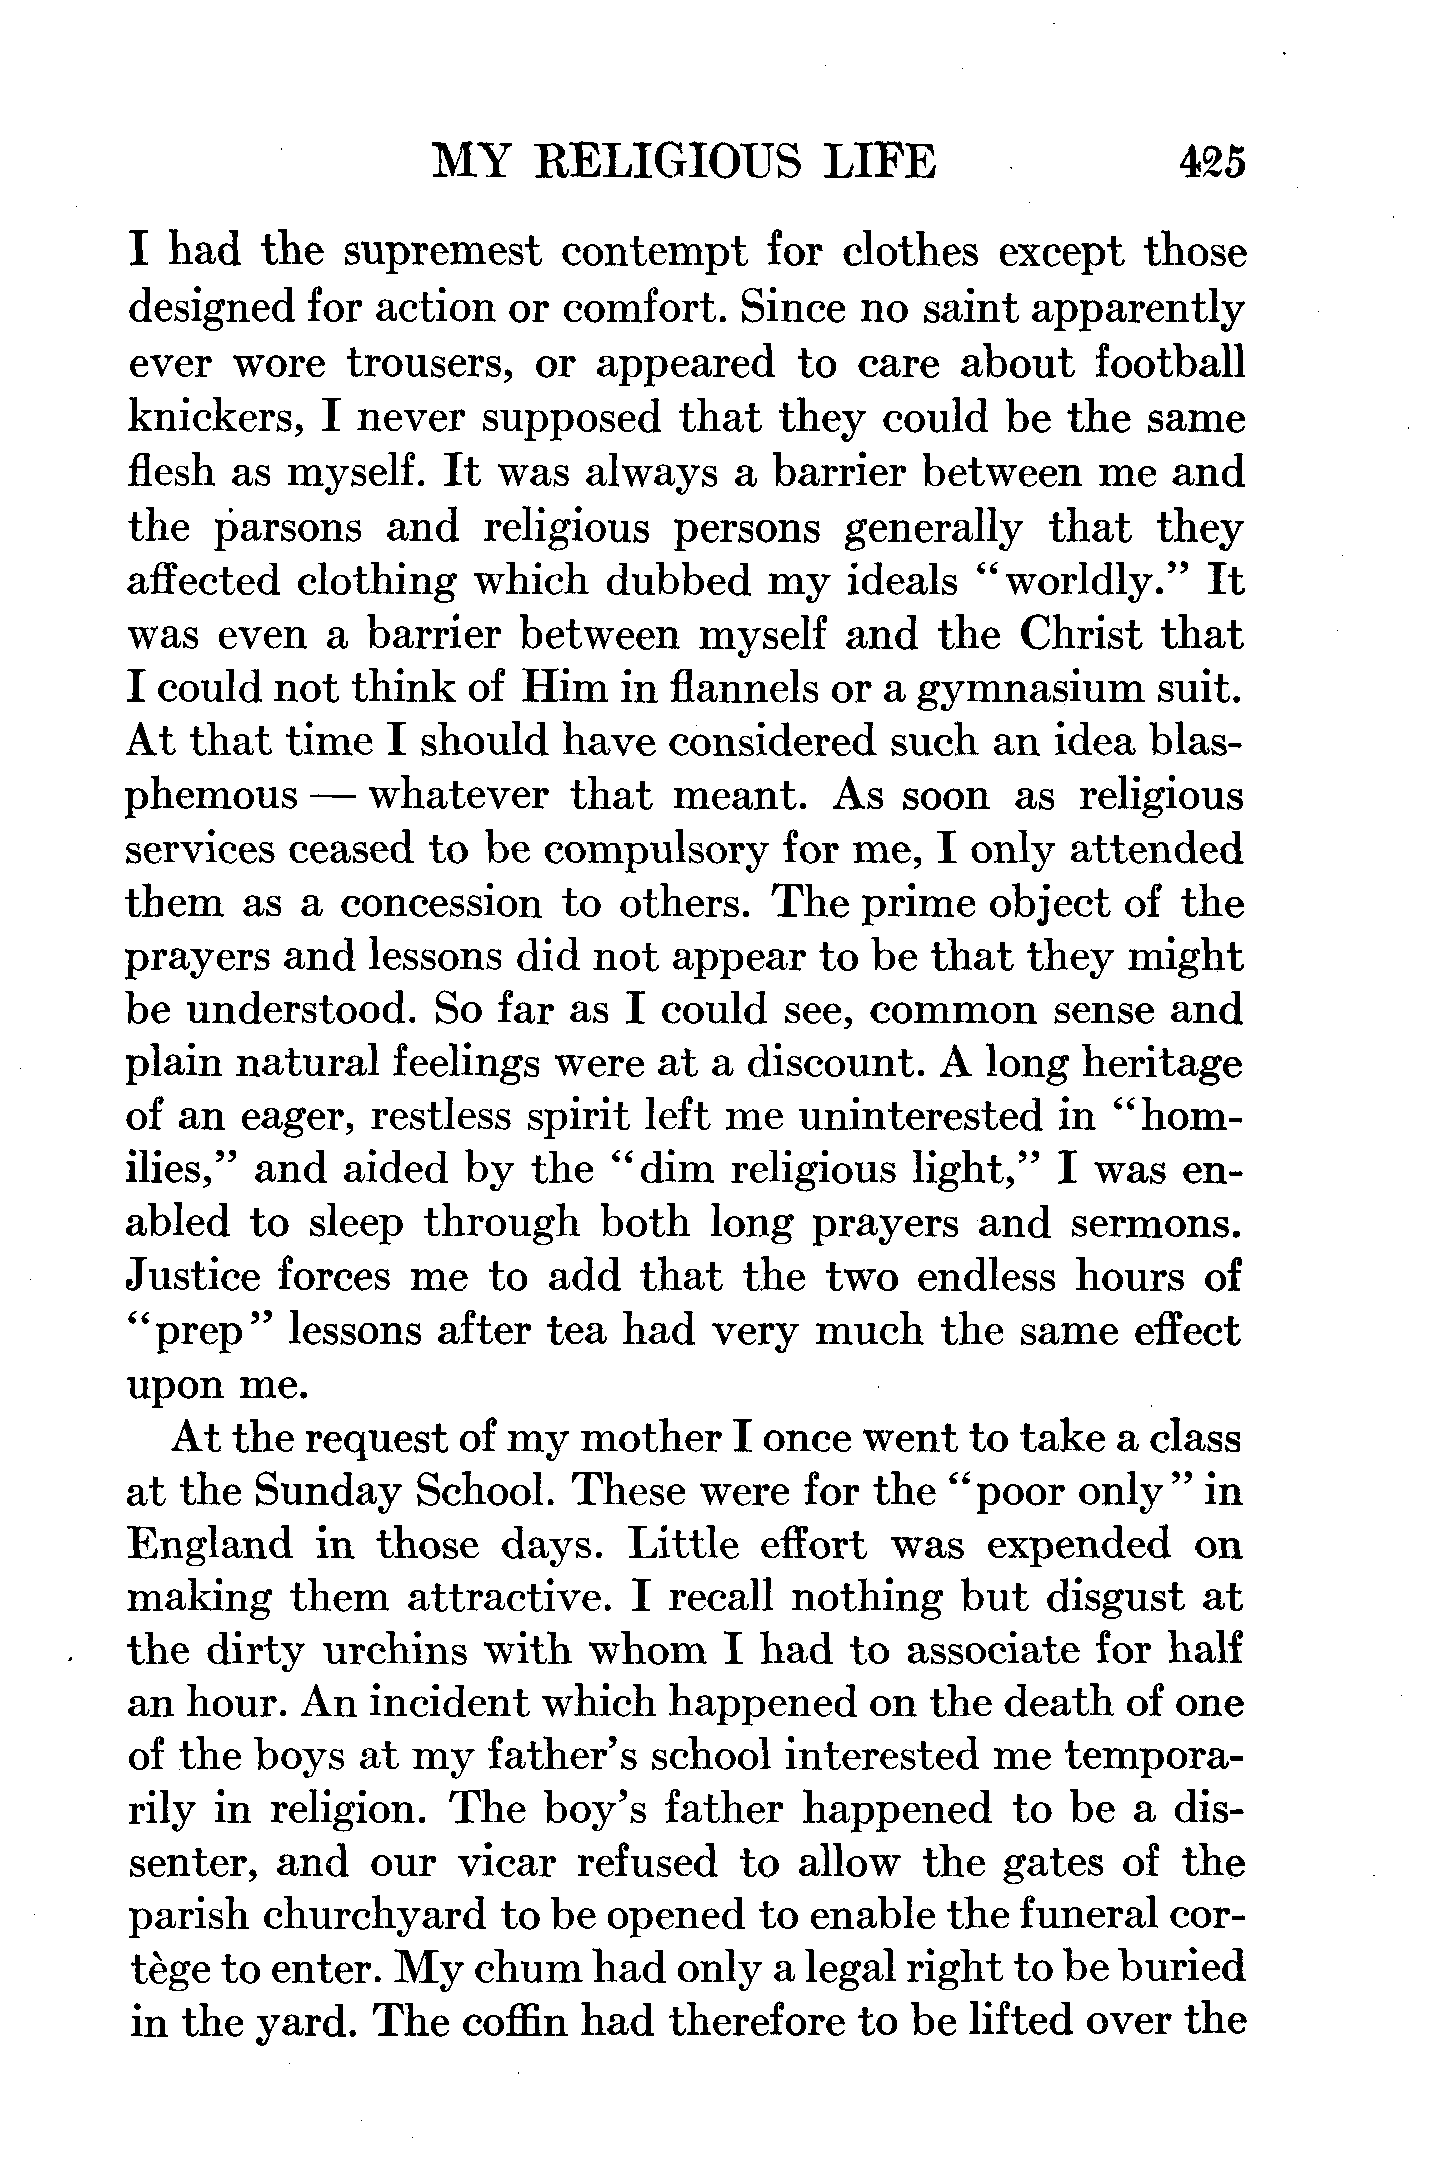 MY RELIGIOUS LIFE 425
I had the supremest contempt for clothes except those
designed for action or comfort. Since no saint apparently
ever wore trousers, or appeared to care about football
knickers, I never supposed that they could be the same
flesh as myself. It was always a barrier between me and
the parsons and religious persons generally that they
affected clothing which dubbed my ideals “worldly.” It
was even a barrier between myself and the Christ that
I could not think of Him in flannels or a gymnasium suit.
At that time I should have considered such an idea blas-
phemous — whatever that meant. As soon as religious
services ceased to be compulsory for me, I only attended
them as a concession to others. The prime object of the
prayers and lessons did not appear to be that they might
be understood. So far as I could see, common sense and
plain natural feelings were at a discount. A long heritage
of an eager, restless spirit left me uninterested in “hom-
ilies,” and aided by the “dim religious light,” I was en-
abled to sleep through both long prayers and sermons.
Justice forces me to add that the two endless hours of
“prep” lessons after tea had very much the same effect
upon me.
At the request of my mother I once went to take a class
at the Sunday School. These were for the “poor only” in
England in those days. Little effort was expended on
making them attractive. I recall nothing but disgust at
the dirty urchins with whom I had to associate for half
an hour. An incident which happened on the death of one
of the boys at my father’s school interested me tempora-
rily in religion. The boy’s father happened to be a dis-
senter, and our vicar refused to allow the gates of the
parish churchyard to be opened to enable the funeral cor-
tège to enter. My chum had only a legal right to be buried
in the yard. The coffin had therefore to be lifted over the